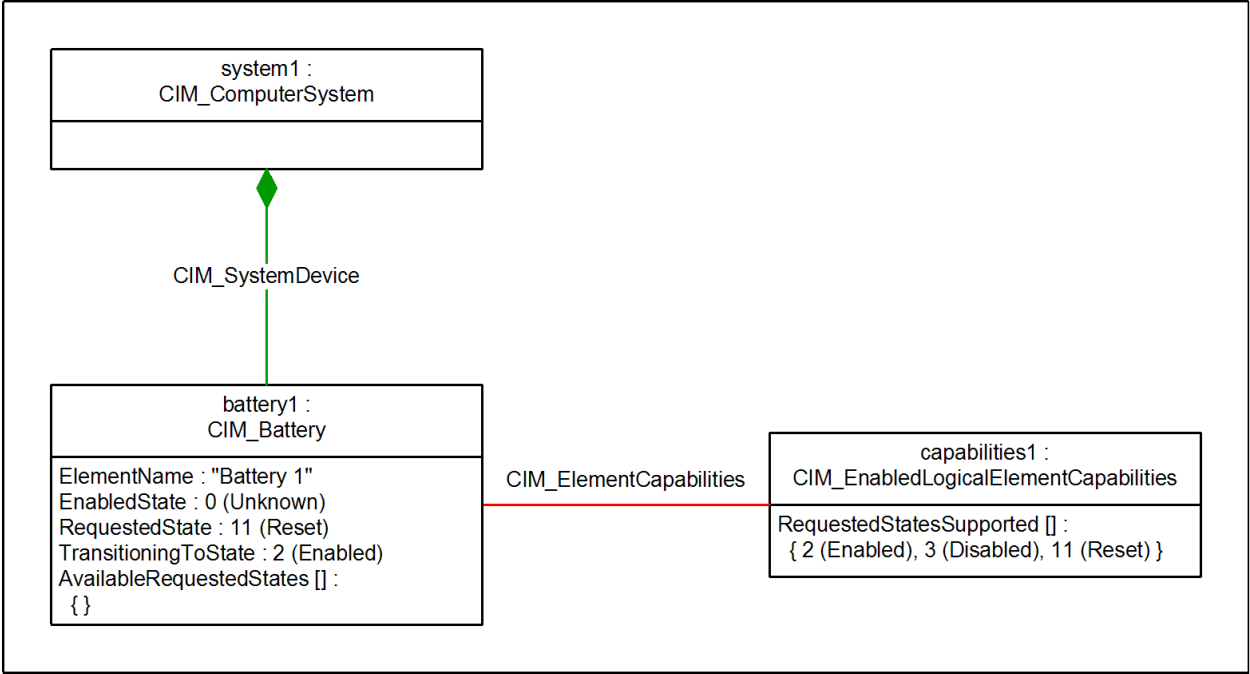 system1 :
CIM_ComputerSystem
CIM_SystemDevice
battery1 :
CIM_Battery
ElementName : "Battery 1"
EnabledState : 0 (Unknown)
RequestedState : 11 (Reset)
TransitioningToState : 2 (Enabled)
AvailableRequestedStates [] :
{ }
CIM_ElementCapabilities
capabilities1 :
CIM_EnabledLogicalElementCapabilities
RequestedStatesSupported [] :
{ 2 (Enabled), 3 (Disabled), 11 (Reset) }